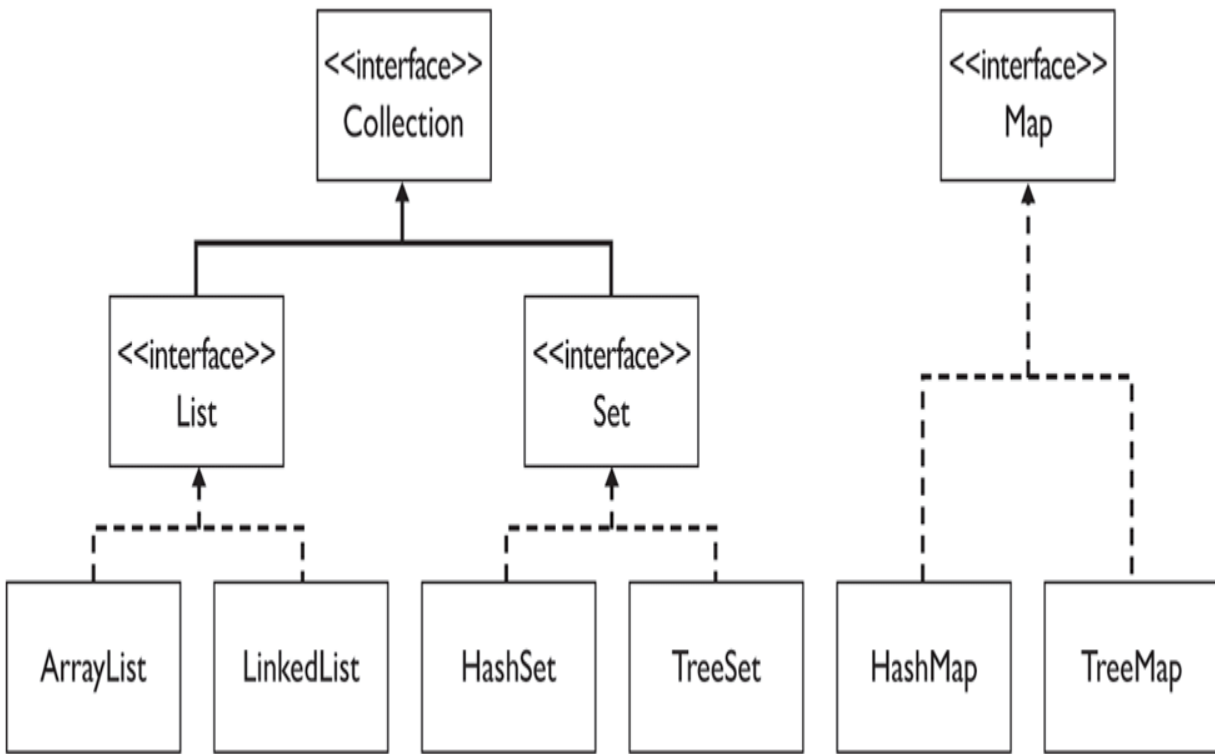 <<interface>>
Collection
<<interface>>
Map
<<interface>>
List
<<interface>>
Set
ArrayList
LinkedList
HashSet
TreeSet
HashMap
TreeMap